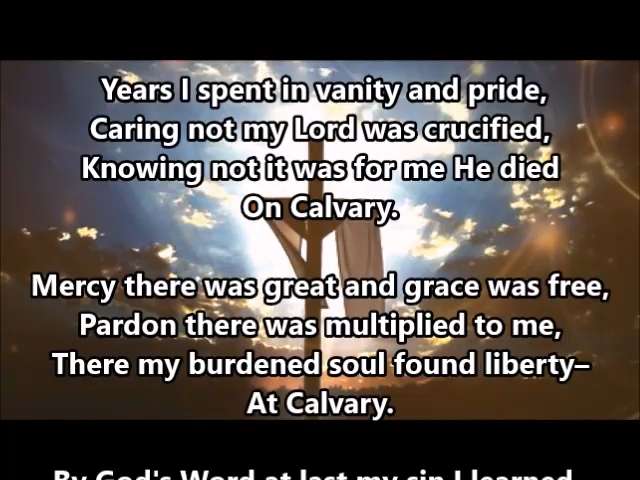 Years I spent in vanity and pride,
Caring not my Lord was crucified,
Knowing not it was for me He died
On Calvary.
Mercy there was great and grace was free,
Pardon there was multiplied to me,
There my burdened soul found liberty–
At Calvary.
By God's Word at last my sin I learned